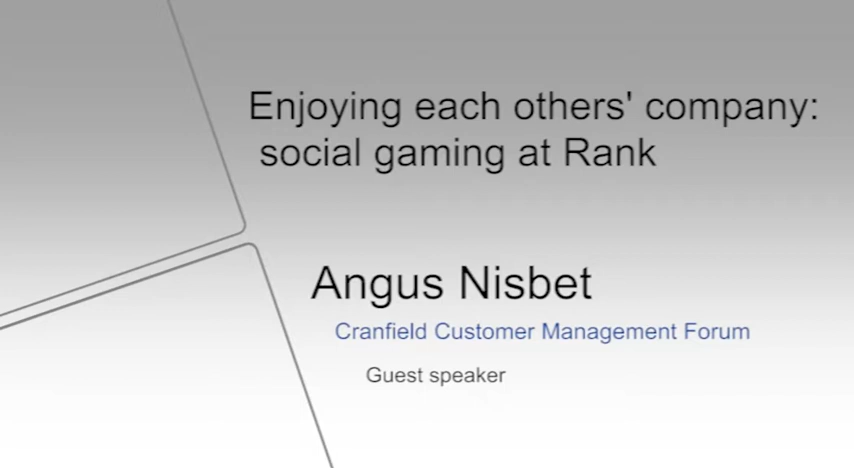 Enjoying each others' company:
social gaming at Rank
Angus Nisbet
Cranfield Customer Management Forum
Guest speaker